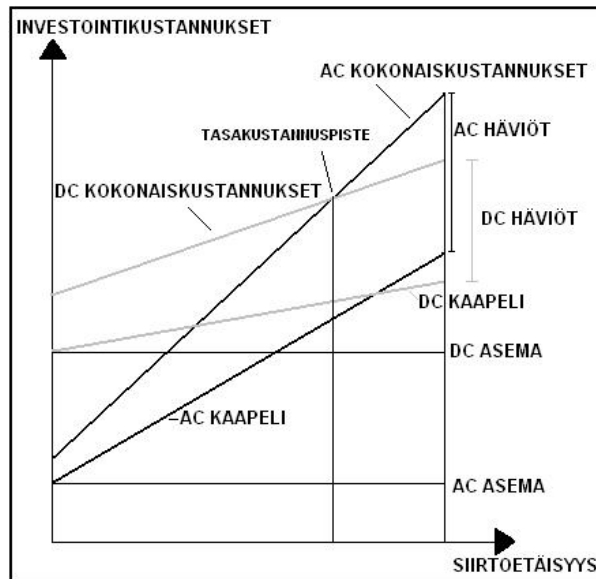 INVESTOINTIKUSTANNUKSET
AC KOKONAISKUSTANNUKSET
AC HÄVIÖT
TASAKUSTANNUSPISTE
DC KOKONAISKUSTANNUKSET
DC HÄVIÖT
DC KAAPELI
DC ASEMA
AC KAAPELI
AC ASEMA
SIIRTOETÄISYYS